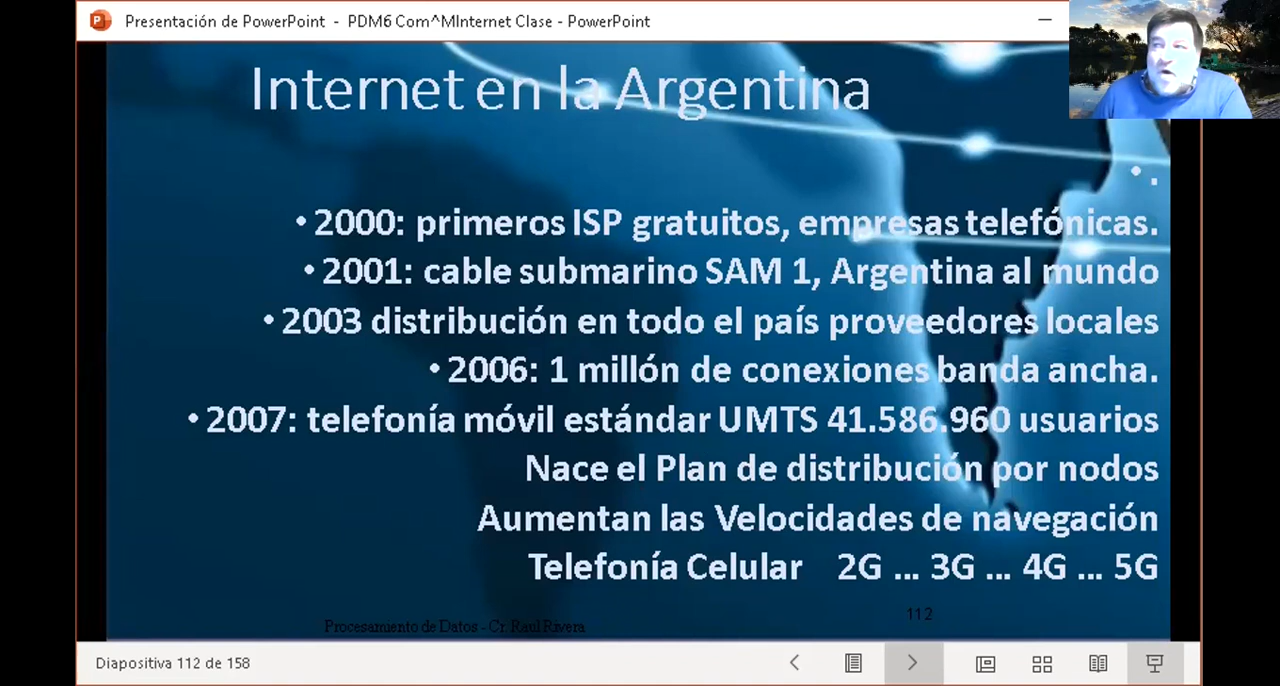 Presentación de PowerPoint - PDM6 Com^MInternet Clase - PowerPoint
Internet en la Argentina
• .
• 2000: primeros ISP gratuitos, empresas telefónicas.
• 2001: cable submarino SAM 1, Argentina al mundo
• 2003 distribución en todo el país proveedores locales
• 2006: 1 millón de conexiones banda ancha.
• 2007: telefonía móvil estándar UMTS 41.586.960 usuarios
Nace el Plan de distribución por nodos
Aumentan las Velocidades de navegación
Telefonía Celular 2G ... 3G ... 4G ... 5G
112
Procesamiento de Datos - Cr. Raúl Rivera
Diapositiva 112 de 158